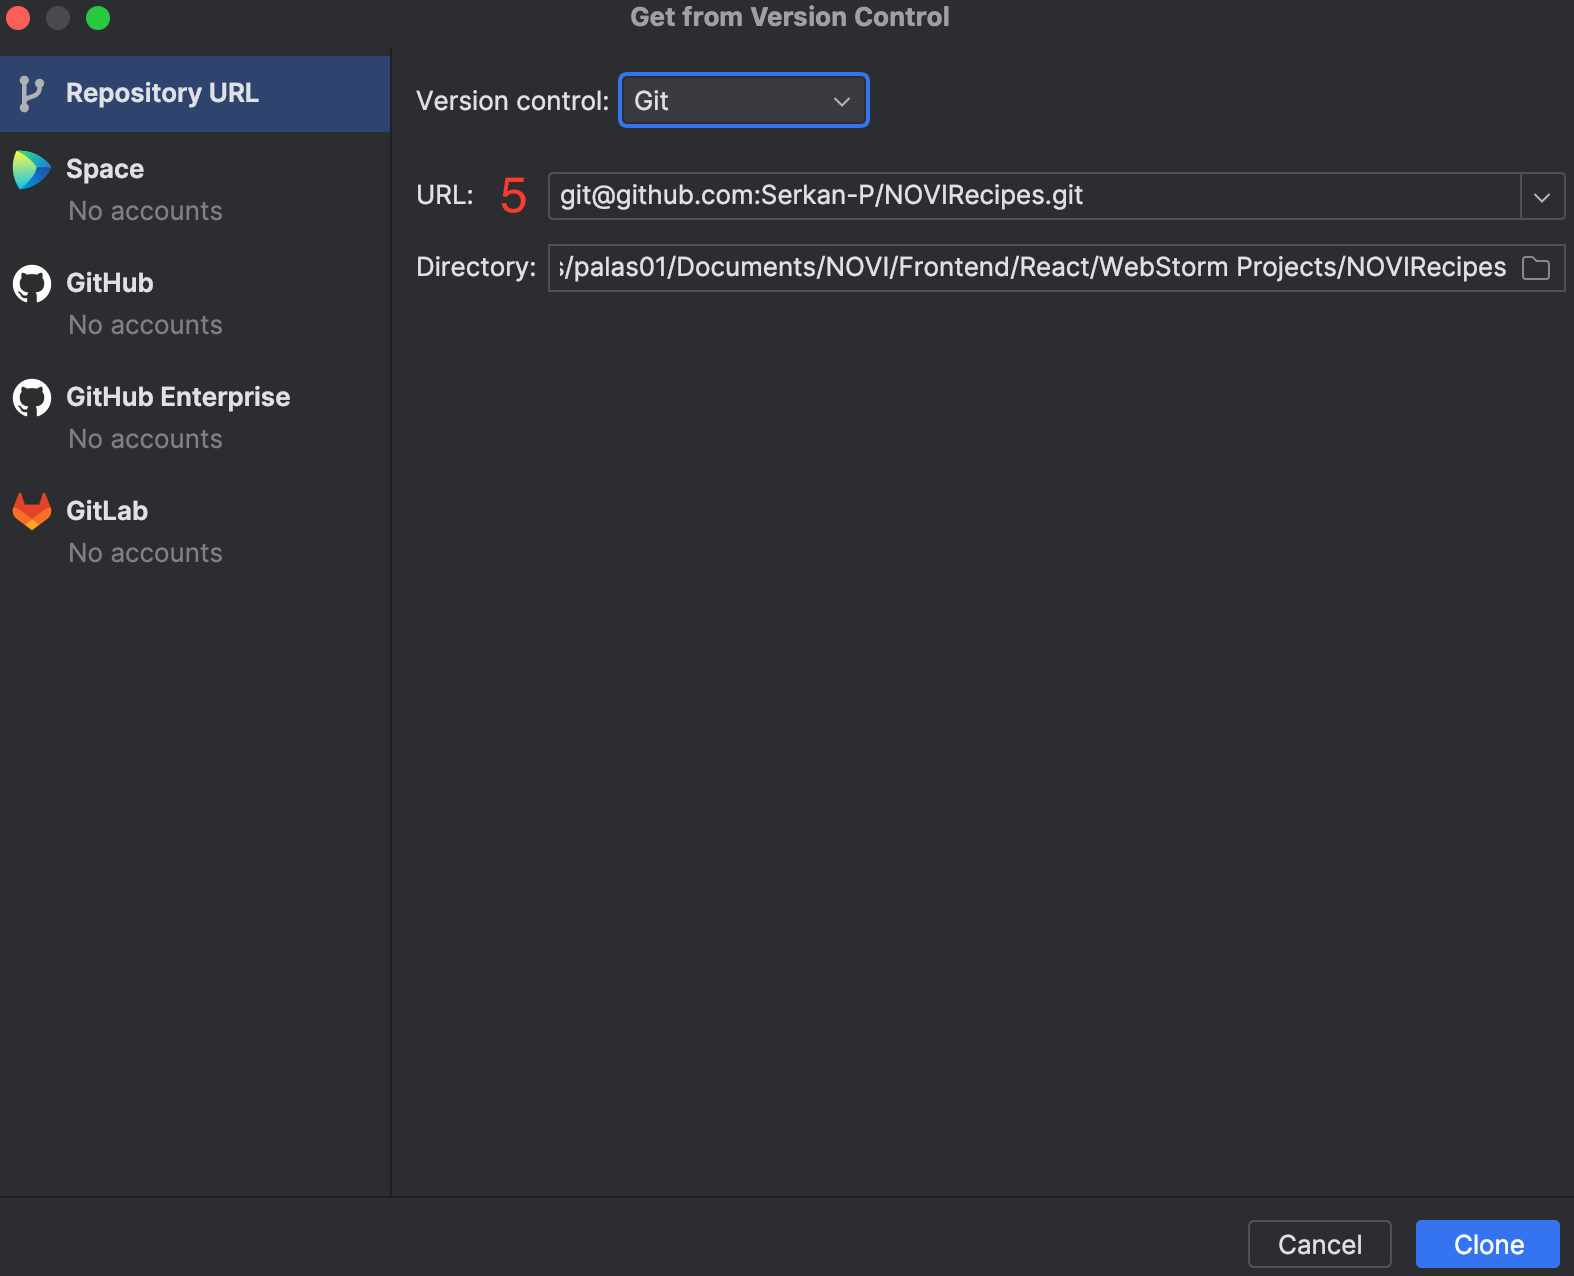 Get from Version Control
Repository URL
Space
No accounts
GitHub
No accounts
GitHub Enterprise
No accounts
GitLab
No accounts
Version control: Git
URL: 5 git@github.com:Serkan-P/NOVIRecipes.git
Directory: /palas01/Documents/NOVI/Frontend/React/WebStorm Projects/NOVIRecipes
Cancel Clone